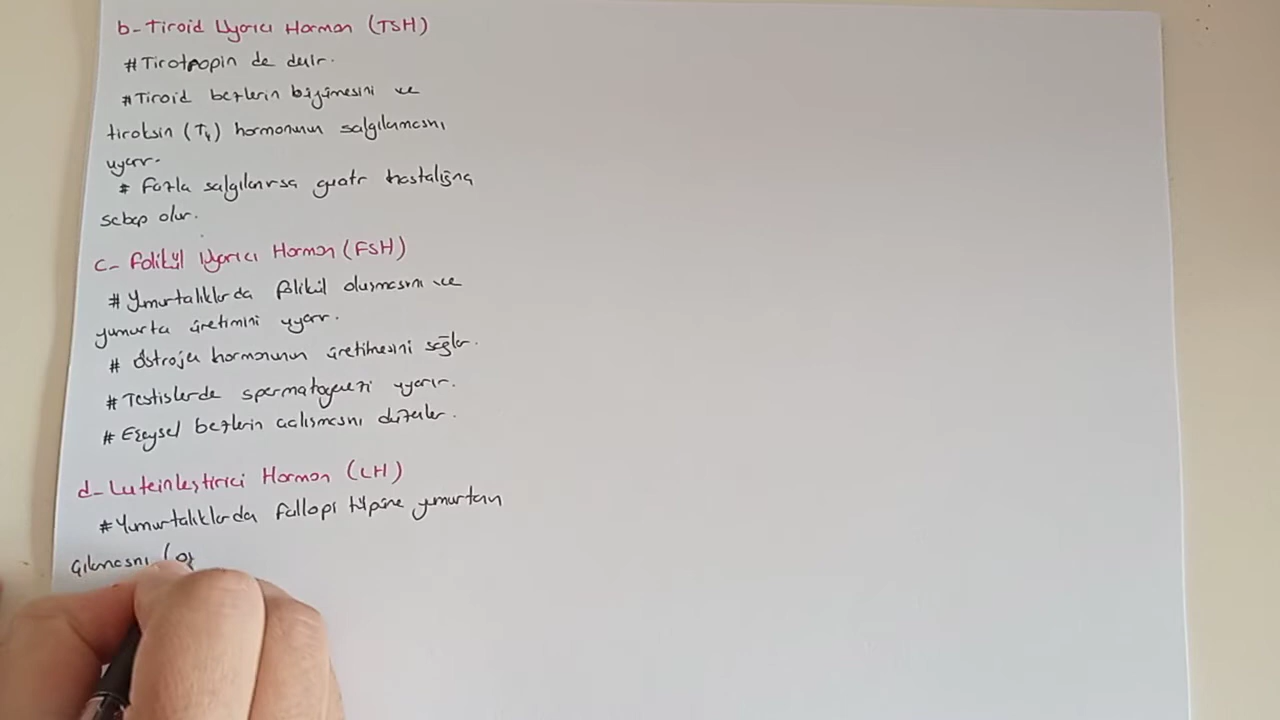 b- Tiroid Uyarıcı Hormon (TSH)
# Tirotropin de denir.
# Tiroid bezlerin büyümesini ve
tiroksin (T4) hormonunun salgılanmasını
uyarır.
# Fazla salgılanırsa guatr hastalığına
sebep olur.
c- Folikül Uyarıcı Hormon (FSH)
# Yumurtalıklarda folikül oluşmasını ve
yumurta üretimini uyarır.
# Östrojen hormonunun üretilmesini sağlar.
# Testislerde spermatogenezi uyarır.
# Eşeysel bezlerin çalışmasını düzenler.
d- Luteinleştirici Hormon (LH)
# Yumurtalıklarda fallopi tüpüne yumurtanın
çıkmasını (